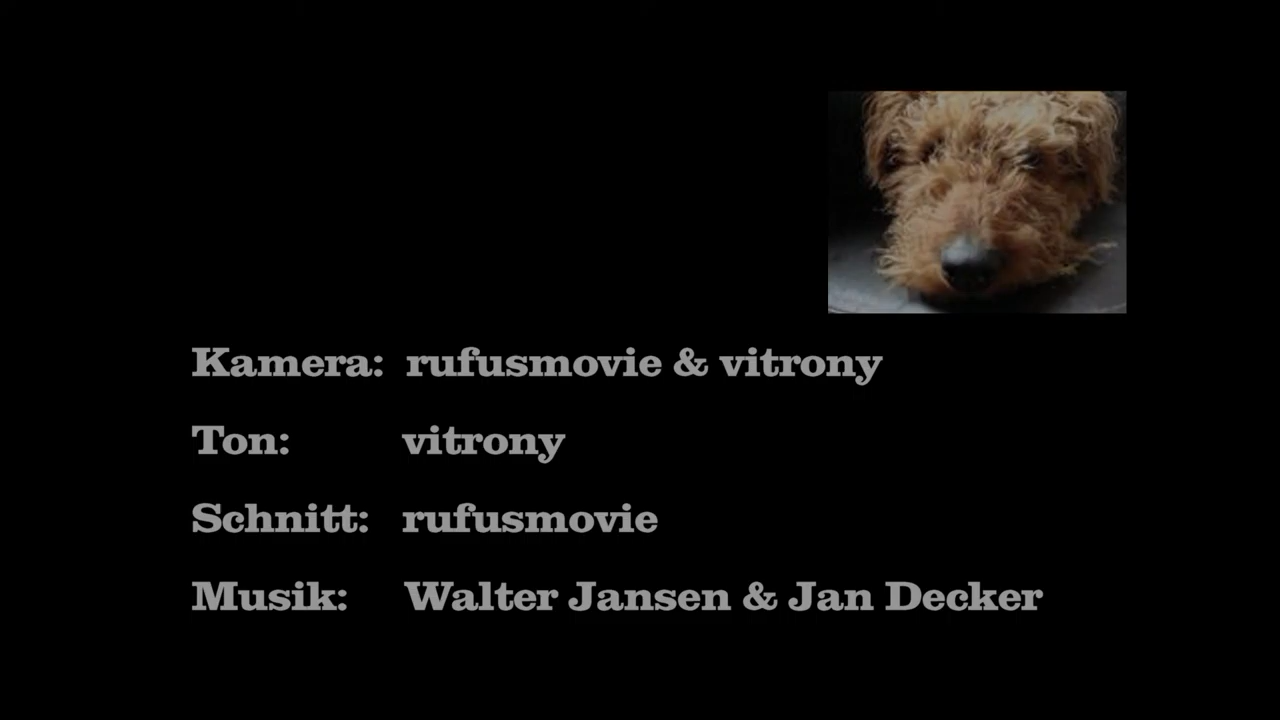 Kamera: rufusmovie & vitrony
Ton: vitrony
Schnitt: rufusmovie
Musik: Walter Jansen & Jan Decker